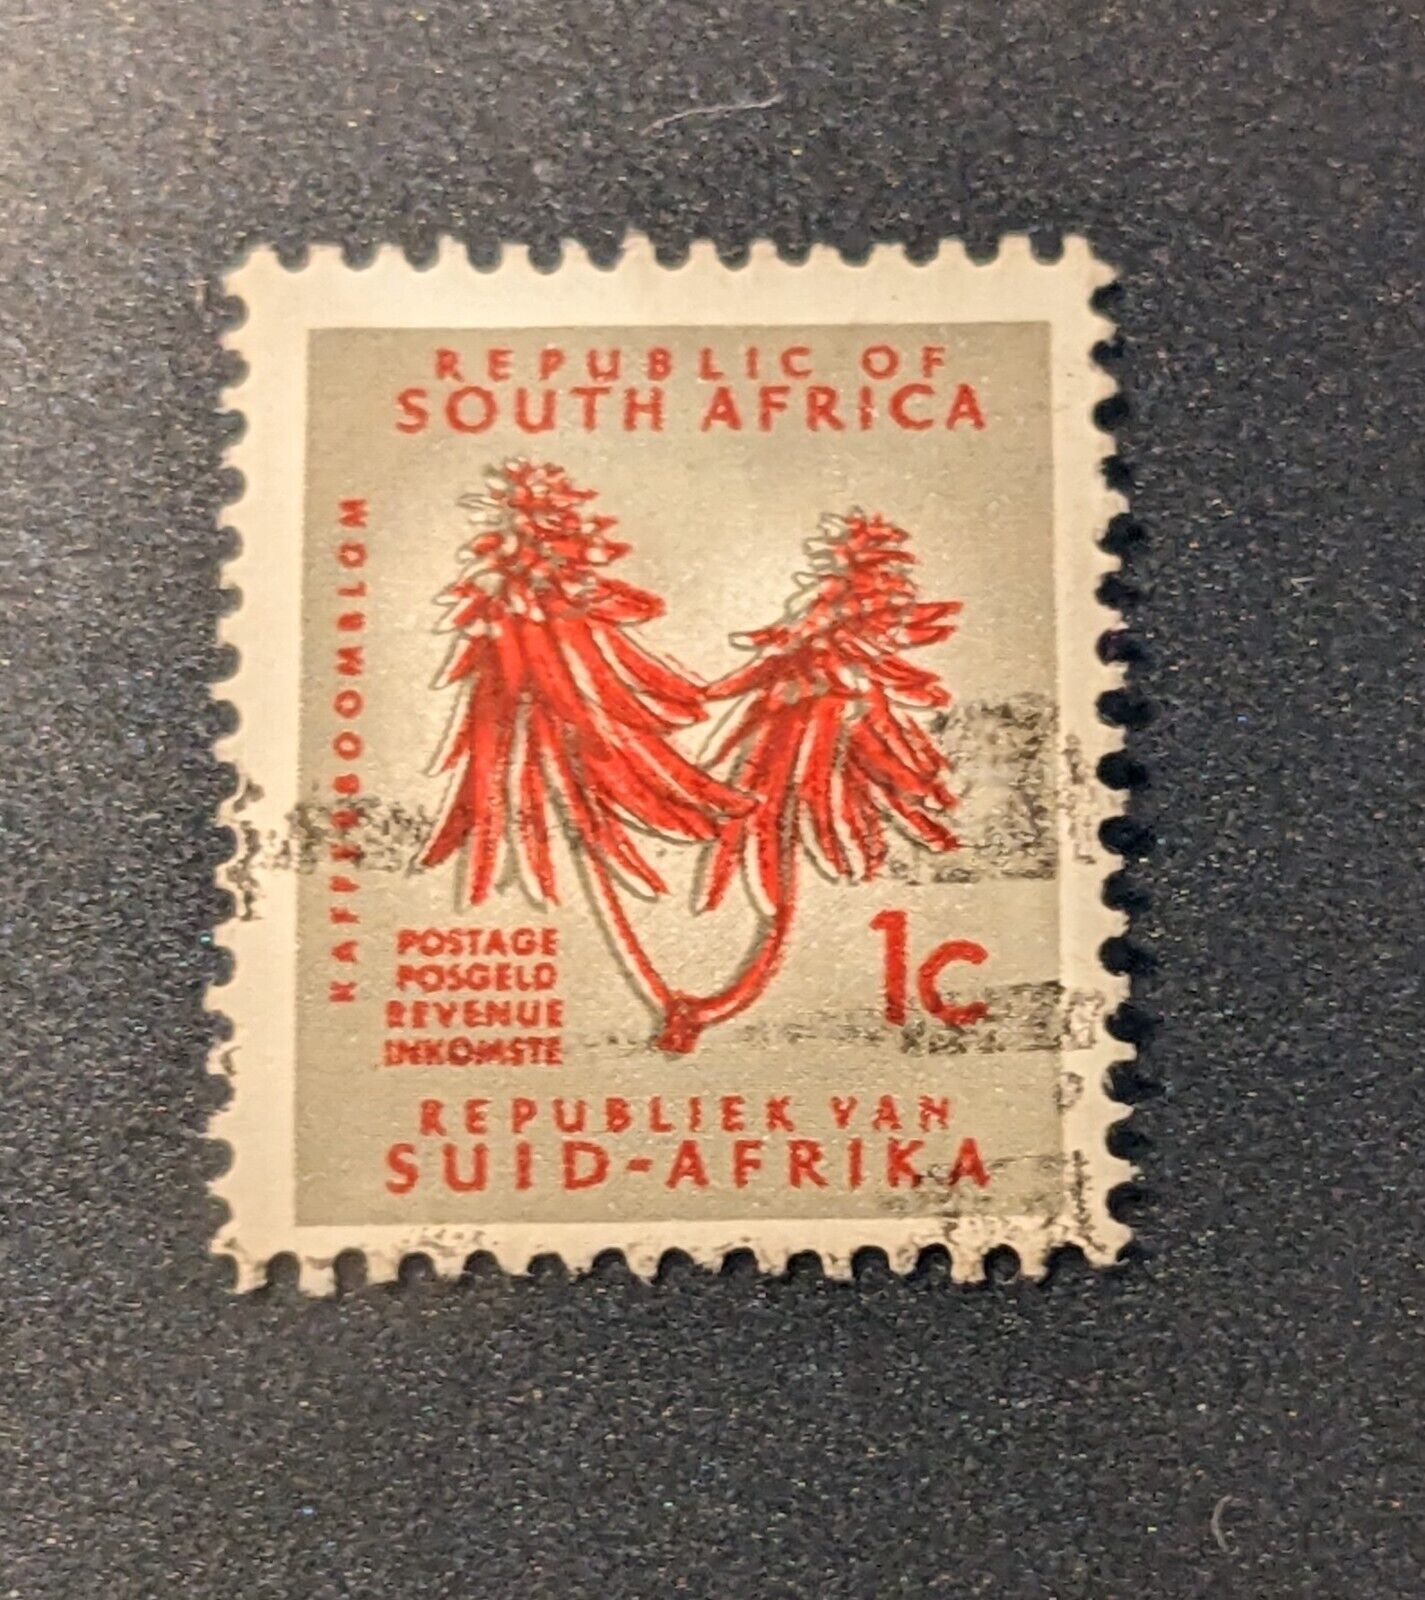 REPUBLIC OF
SOUTH AFRICA
KAFFERBOOMBLOM
POSTAGE
POSGELD
REVENUE
INKOMSTE
1c
REPUBLIEK VAN
SUID-AFRIKA